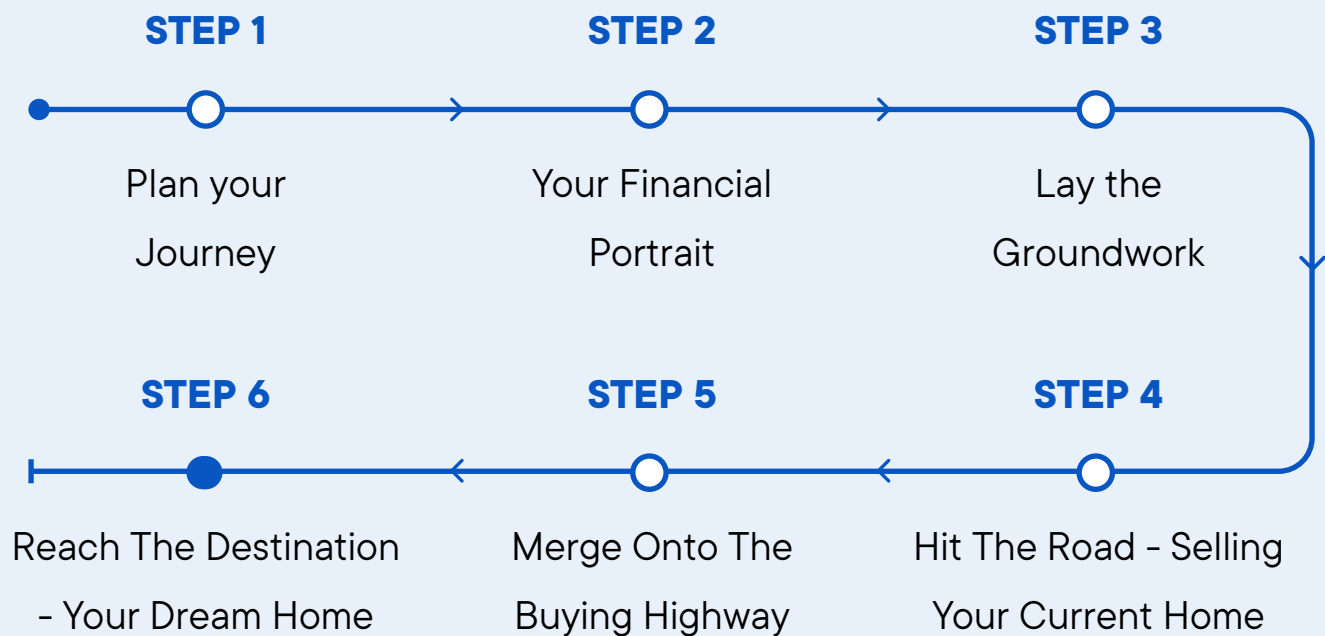 STEP 1
Plan your
Journey
STEP 2
Your Financial
Portrait
STEP 3
Lay the
Groundwork
STEP 4
Hit The Road - Selling
Your Current Home
STEP 5
Merge Onto The
Buying Highway
STEP 6
Reach The Destination
- Your Dream Home